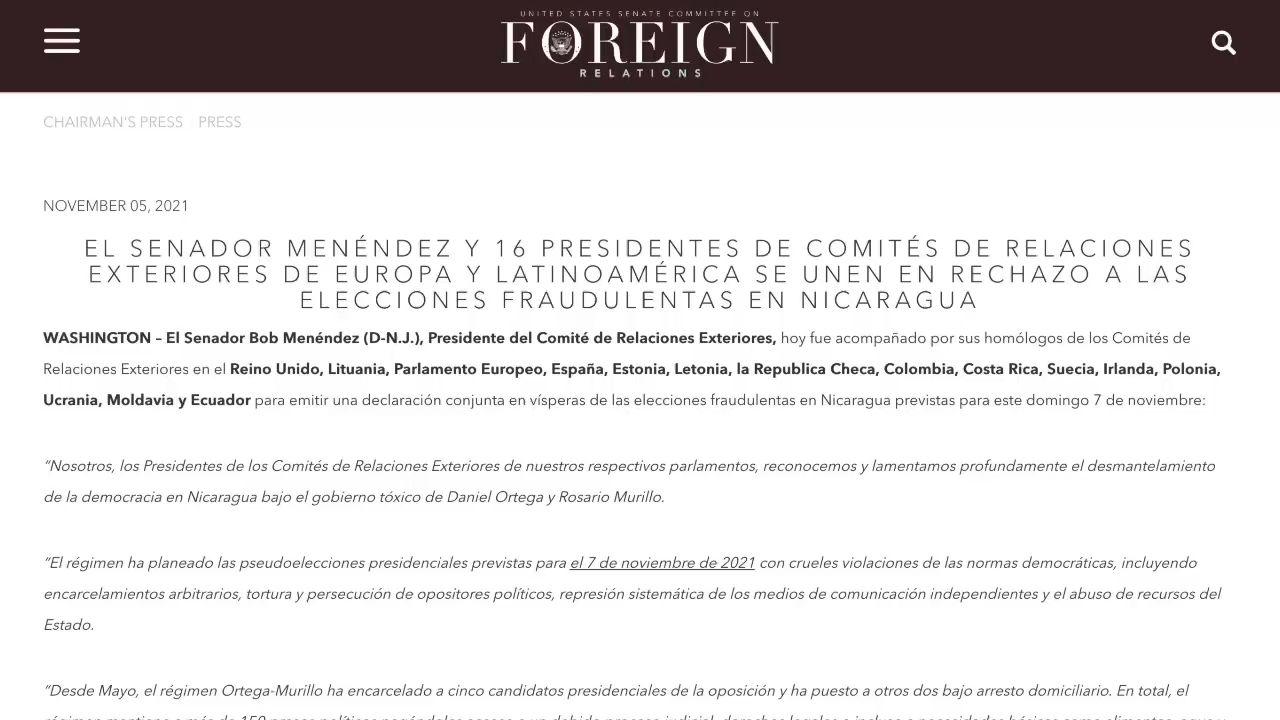 UNITED STATES SENATE COMMITTEE ON
FOREIGN
RELATIONS
CHAIRMAN'S PRESS PRESS
NOVEMBER 05, 2021
EL SENADOR MENÉNDEZ Y 16 PRESIDENTES DE COMITÉS DE RELACIONES
EXTERIORES DE EUROPA Y LATINOAMÉRICA SE UNEN EN RECHAZO A LAS
ELECCIONES FRAUDULENTAS EN NICARAGUA
WASHINGTON – El Senador Bob Menéndez (D-N.J.), Presidente del Comité de Relaciones Exteriores, hoy fue acompañado por sus homólogos de los Comités de
Relaciones Exteriores en el Reino Unido, Lituania, Parlamento Europeo, España, Estonia, Letonia, la Republica Checa, Colombia, Costa Rica, Suecia, Irlanda, Polonia,
Ucrania, Moldavia y Ecuador para emitir una declaración conjunta en vísperas de las elecciones fraudulentas en Nicaragua previstas para este domingo 7 de noviembre:
“Nosotros, los Presidentes de los Comités de Relaciones Exteriores de nuestros respectivos parlamentos, reconocemos y lamentamos profundamente el desmantelamiento
de la democracia en Nicaragua bajo el gobierno tóxico de Daniel Ortega y Rosario Murillo.
“El régimen ha planeado las pseudoelecciones presidenciales previstas para el 7 de noviembre de 2021 con crueles violaciones de las normas democráticas, incluyendo
encarcelamientos arbitrarios, tortura y persecución de opositores políticos, represión sistemática de los medios de comunicación independientes y el abuso de recursos del
Estado.
“Desde Mayo, el régimen Ortega-Murillo ha encarcelado a cinco candidatos presidenciales de la oposición y ha puesto a otros dos bajo arresto domiciliario. En total, el